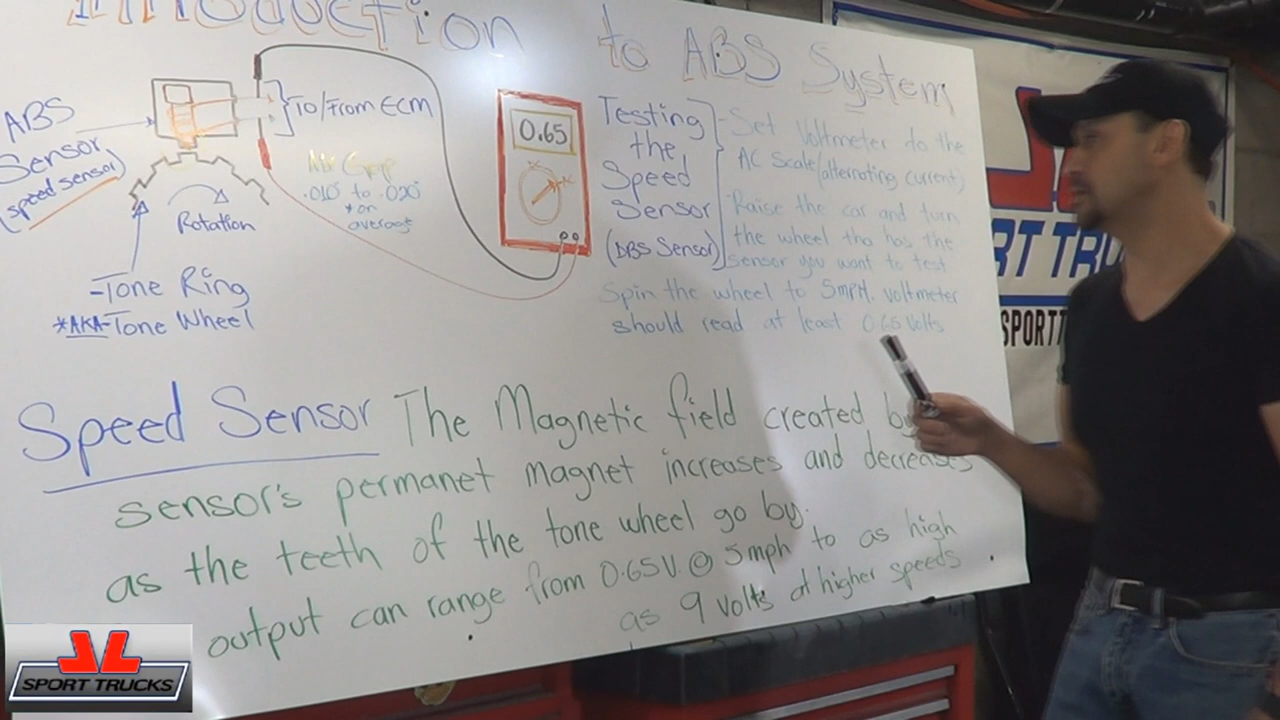 Introduction to ABS System
ABS
Sensor
(speed sensor)
To/From ECM
Air Gap
.010" to .020"
*on
average
Rotation
-Tone Ring
*AKA-Tone Wheel
0.65
Testing
the
Speed
Sensor
(ABS Sensor)
-Set Voltmeter do the
AC Scale(alternating current)
-Raise the car and turn
the wheel tha has the
sensor you want to test
Spin the wheel to 5mpH. voltmeter
should read at least 0.65 Volts
Speed Sensor The Magnetic field created by
sensor's permanet magnet increases and decreases
as the teeth of the tone wheel go by.
output can range from 0.65V. @ 5mph to as high
as 9 volts at higher speeds
RT TRU
SPORTT
SPORT TRUCKS